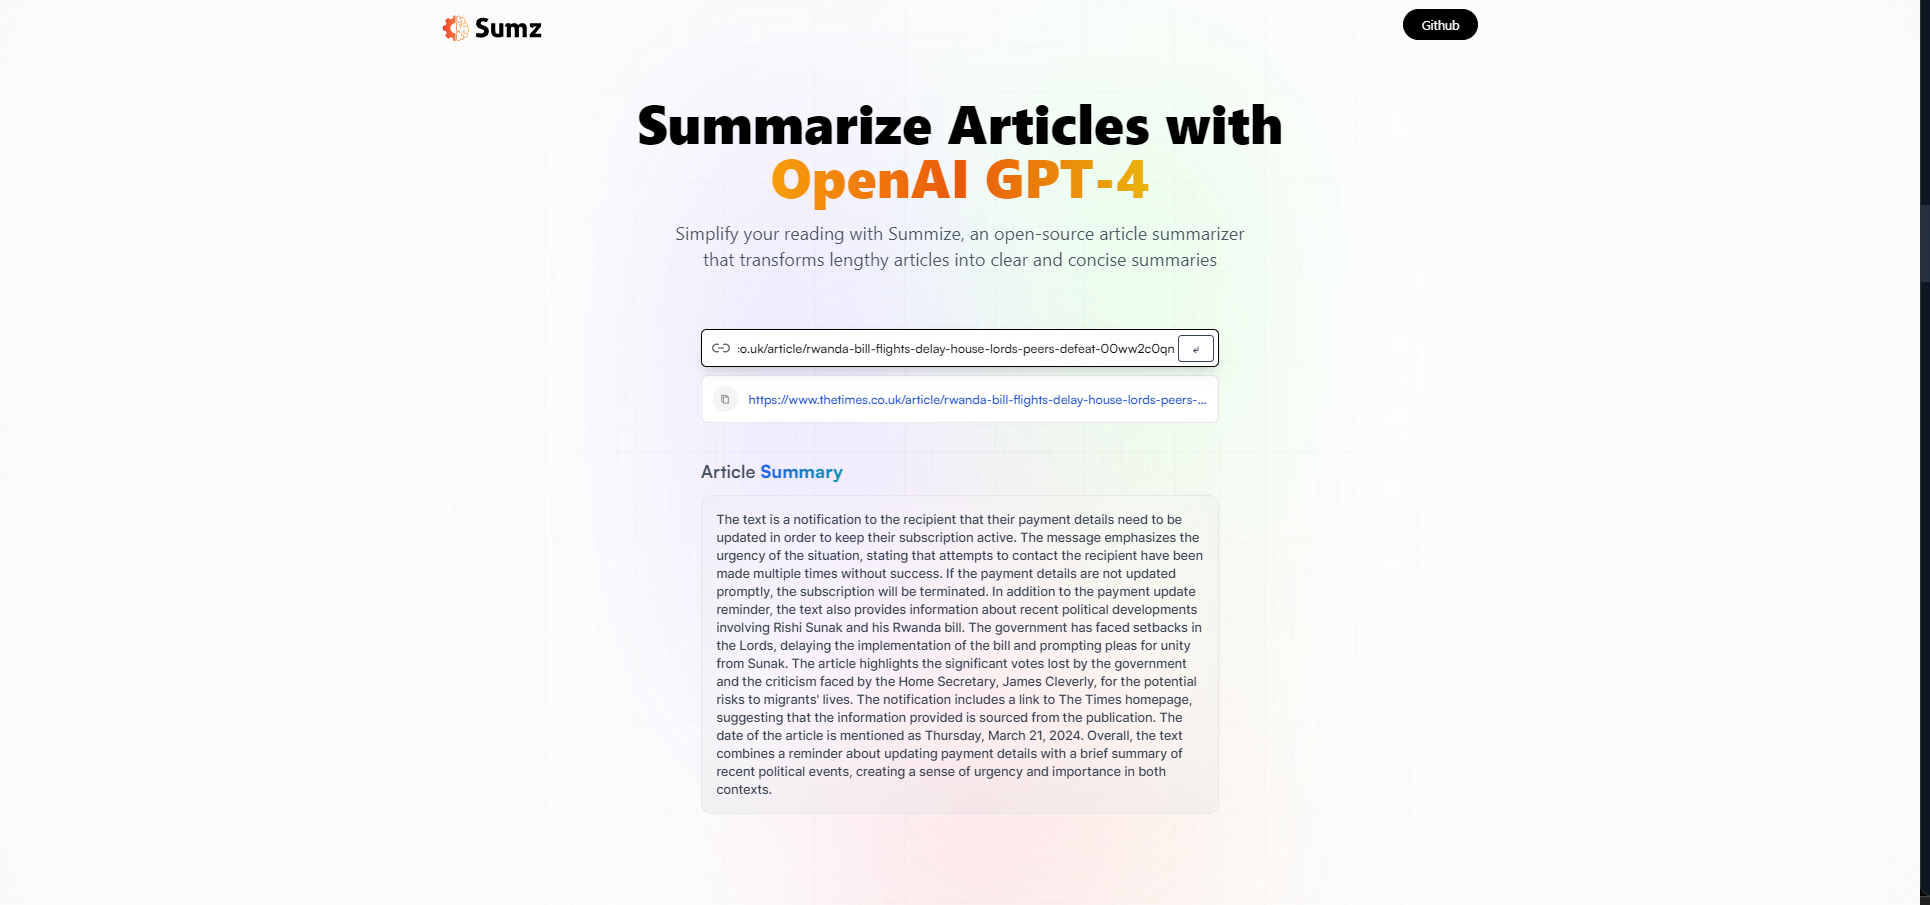 Sumz
Github
Summarize Articles with
OpenAI GPT-4
Simplify your reading with Summize, an open-source article summarizer
that transforms lengthy articles into clear and concise summaries
:o.uk/article/rwanda-bill-flights-delay-house-lords-peers-defeat-00ww2c0qn
https://www.thetimes.co.uk/article/rwanda-bill-flights-delay-house-lords-peers-...
Article Summary
The text is a notification to the recipient that their payment details need to be
updated in order to keep their subscription active. The message emphasizes the
urgency of the situation, stating that attempts to contact the recipient have been
made multiple times without success. If the payment details are not updated
promptly, the subscription will be terminated. In addition to the payment update
reminder, the text also provides information about recent political developments
involving Rishi Sunak and his Rwanda bill. The government has faced setbacks in
the Lords, delaying the implementation of the bill and prompting pleas for unity
from Sunak. The article highlights the significant votes lost by the government
and the criticism faced by the Home Secretary, James Cleverly, for the potential
risks to migrants' lives. The notification includes a link to The Times homepage,
suggesting that the information provided is sourced from the publication. The
date of the article is mentioned as Thursday, March 21, 2024. Overall, the text
combines a reminder about updating payment details with a brief summary of
recent political events, creating a sense of urgency and importance in both
contexts.